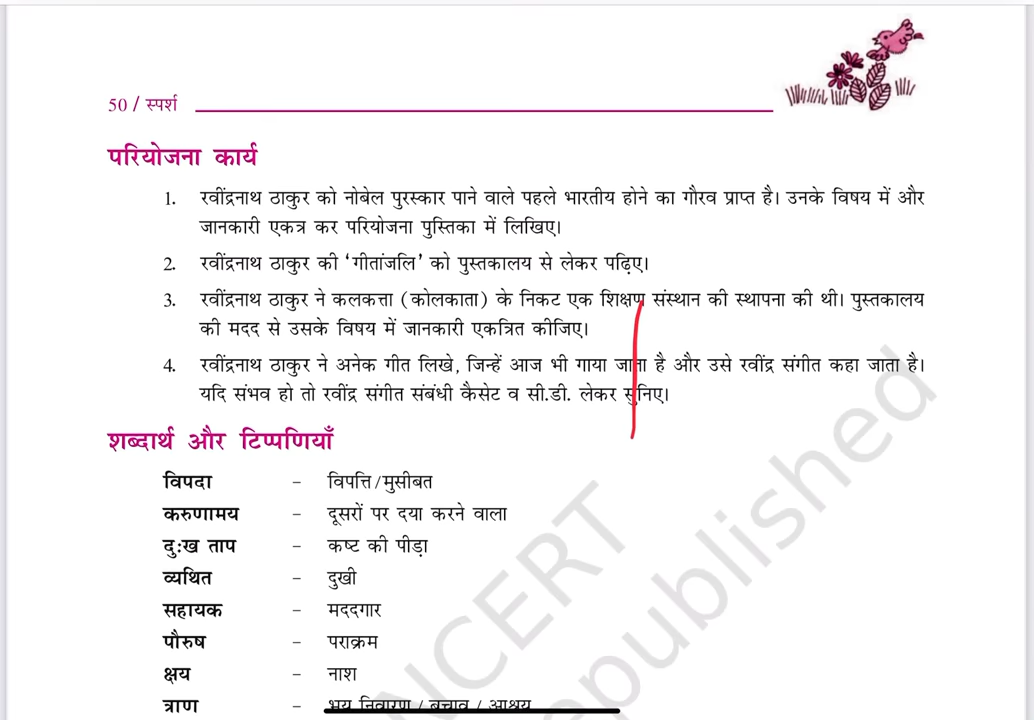 50 / स्पर्श
परियोजना कार्य
1. रवींद्रनाथ ठाकुर को नोबेल पुरस्कार पाने वाले पहले भारतीय होने का गौरव प्राप्त है। उनके विषय में और
जानकारी एकत्र कर परियोजना पुस्तिका में लिखिए।
2. रवींद्रनाथ ठाकुर की ‘गीतांजलि’ को पुस्तकालय से लेकर पढ़िए।
3. रवींद्रनाथ ठाकुर ने कलकत्ता (कोलकाता) के निकट एक शिक्षण संस्थान की स्थापना की थी। पुस्तकालय
की मदद से उसके विषय में जानकारी एकत्रित कीजिए।
4. रवींद्रनाथ ठाकुर ने अनेक गीत लिखे, जिन्हें आज भी गाया जाता है और उसे रवींद्र संगीत कहा जाता है।
यदि संभव हो तो रवींद्र संगीत संबंधी कैसेट व सी.डी. लेकर सुनिए।
शब्दार्थ और टिप्पणियाँ
विपदा – विपत्ति/मुसीबत
करुणामय – दूसरों पर दया करने वाला
दुःख ताप – कष्ट की पीड़ा
व्यथित – दुखी
सहायक – मददगार
पौरुष – पराक्रम
क्षय – नाश
त्राण – भय निवारण / बचाव / आश्रय
NCERT
republished